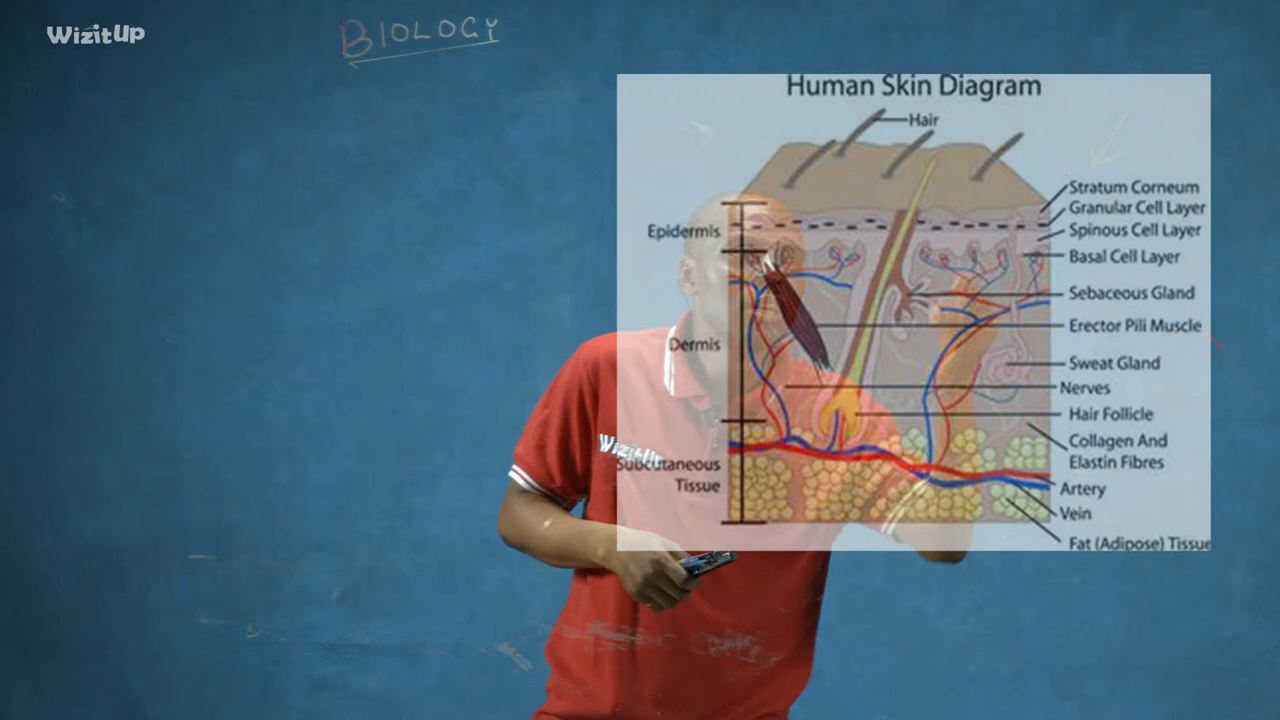 WizitUp
BIOLOGY
Human Skin Diagram
Hair
Stratum Corneum
Granular Cell Layer
Spinous Cell Layer
Epidermis
Basal Cell Layer
Sebaceous Gland
Erector Pili Muscle
Dermis
Sweat Gland
Nerves
Hair Follicle
Collagen And
Elastin Fibres
WizitUp
Subcutaneous
Tissue
Artery
Vein
Fat (Adipose) Tissue